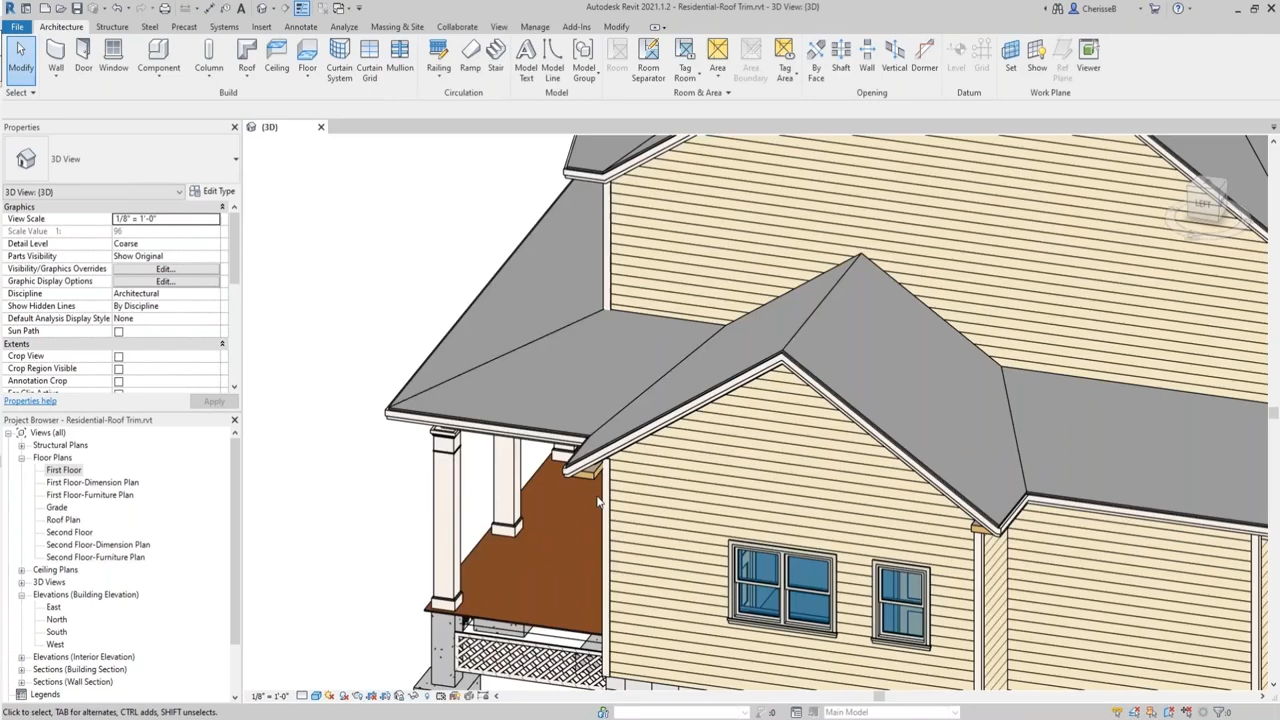 Autodesk Revit 2021.1.2 - Residential-Roof Trim.rvt - 3D View: {3D}
CherisseB
File Architecture Structure Steel Precast Systems Insert Annotate Analyze Massing & Site Collaborate View Manage Add-Ins Modify
Modify Wall Door Window Component Column Roof Ceiling Floor Curtain System Curtain Grid Mullion Railing Ramp Stair Model Text Model Line Model Group Room Room Separator Tag Room Area Area Boundary Tag Area By Face Shaft Wall Vertical Dormer Level Grid Set Show Ref Plane Viewer
Select Build Circulation Model Room & Area Opening Datum Work Plane
Properties
{3D}
3D View
3D View: {3D}
Edit Type
Graphics
View Scale 1/8" = 1'-0"
Scale Value 1: 96
Detail Level Coarse
Parts Visibility Show Original
Visibility/Graphics Overrides Edit...
Graphic Display Options Edit...
Discipline Architectural
Show Hidden Lines By Discipline
Default Analysis Display Style None
Sun Path
Extents
Crop View
Crop Region Visible
Annotation Crop
Properties help Apply
Project Browser - Residential-Roof Trim.rvt
Views (all)
Structural Plans
Floor Plans
First Floor
First Floor-Dimension Plan
First Floor-Furniture Plan
Grade
Roof Plan
Second Floor
Second Floor-Dimension Plan
Second Floor-Furniture Plan
Ceiling Plans
3D Views
Elevations (Building Elevation)
East
North
South
West
Elevations (Interior Elevation)
Sections (Building Section)
Sections (Wall Section)
Legends
LEFT
1/8" = 1'-0"
Click to select, TAB for alternates, CTRL adds, SHIFT unselects.
:0
Main Model
:0